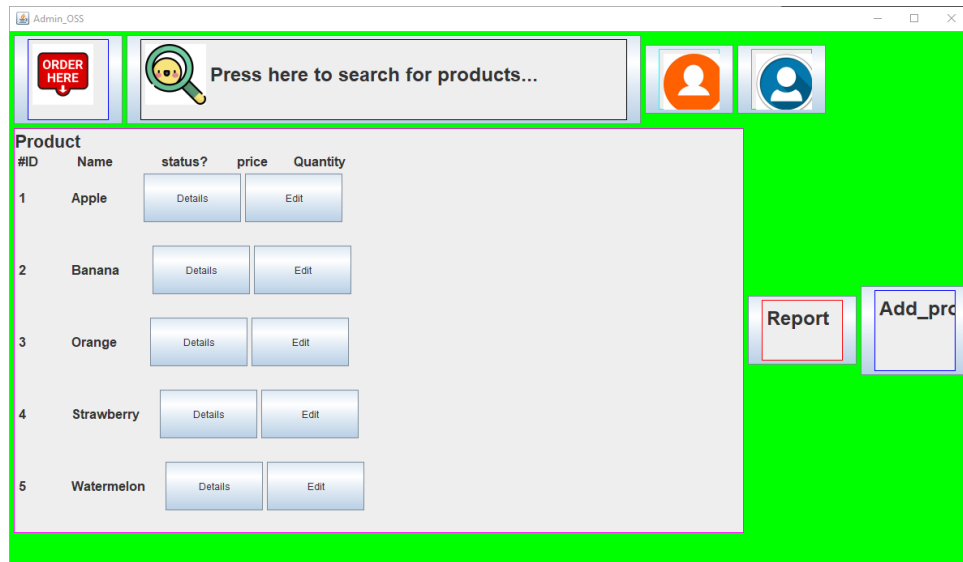 Admin_OSS
ORDER
HERE
Press here to search for products...
Product
#ID Name status? price Quantity
1 Apple Details Edit
2 Banana Details Edit
3 Orange Details Edit
4 Strawberry Details Edit
5 Watermelon Details Edit
Report
Add_pro